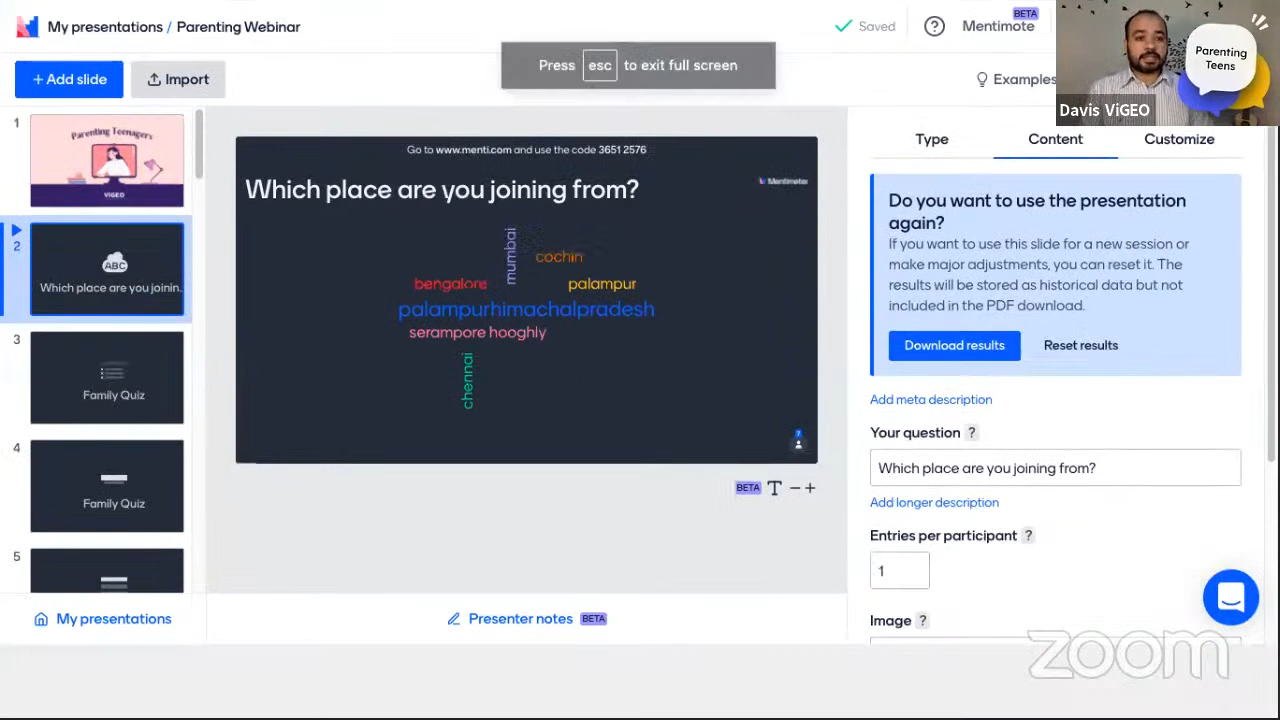 My presentations / Parenting Webinar
Saved
Mentimote
BETA
Press esc to exit full screen
Parenting
Teens
Davis ViGEO
+ Add slide
Import
Examples
Type
Content
Customize
1
Parenting Teenagers
ViGEO
2
ABC
Which place are you joinin.
3
Family Quiz
4
Family Quiz
5
Go to www.menti.com and use the code 3651 2576
Which place are you joining from?
Mentimeter
mumbai
cochin
bengalore
palampur
palampurhimachalpradesh
serampore hooghly
chennai
7
BETA T − +
Do you want to use the presentation
again?
If you want to use this slide for a new session or
make major adjustments, you can reset it. The
results will be stored as historical data but not
included in the PDF download.
Download results
Reset results
Add meta description
Your question ?
Which place are you joining from?
Add longer description
Entries per participant ?
1
Image ?
My presentations
Presenter notes BETA
zoom